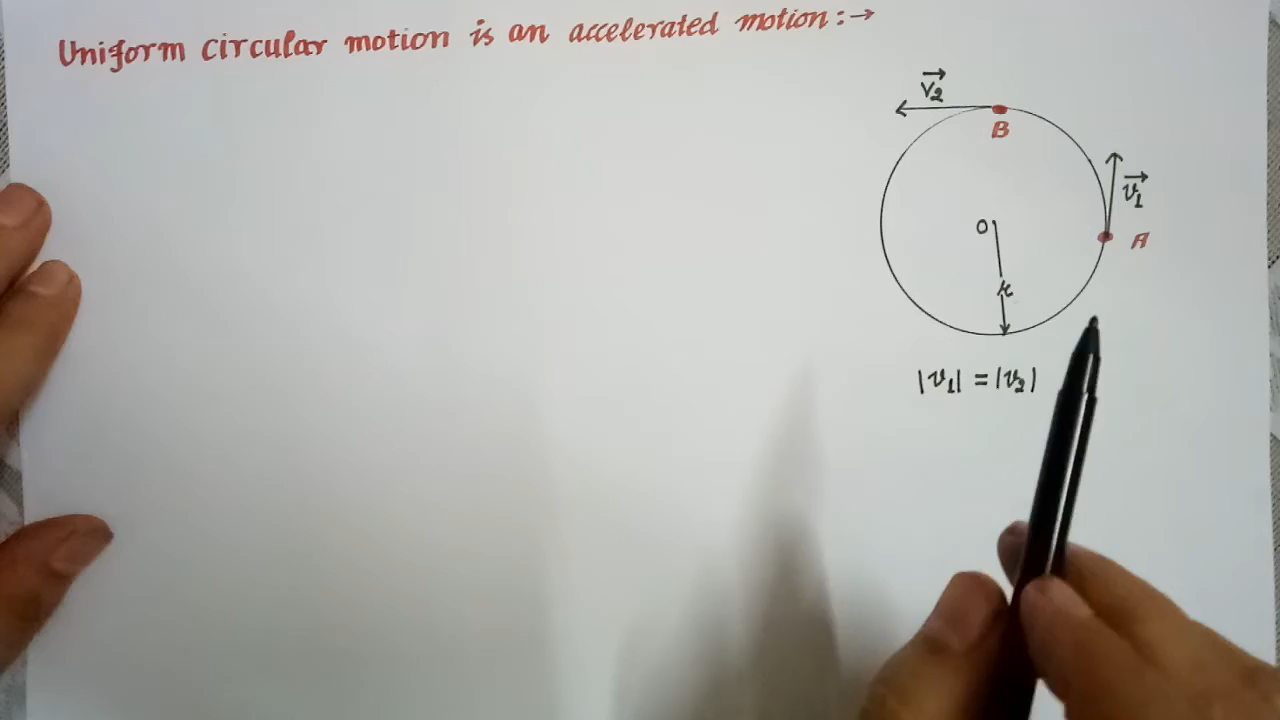 Uniform circular motion is an accelerated motion :→
V₂
B
v₁
O
A
r
|v₁| = |v₂|